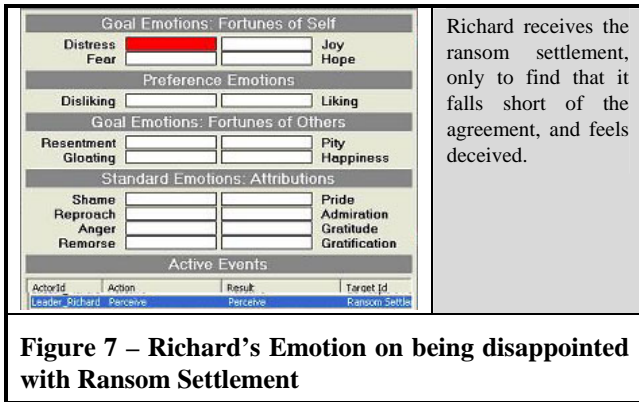 Goal Emotions: Fortunes of Self
Distress Joy
Fear Hope
Preference Emotions
Disliking Liking
Goal Emotions: Fortunes of Others
Resentment Pity
Gloating Happiness
Standard Emotions: Attributions
Shame Pride
Reproach Admiration
Anger Gratitude
Remorse Gratification
Active Events
ActorId Action Result Target Id
Leader_Richard Perceive Perceive Ransom Settle
Richard receives the
ransom settlement,
only to find that it
falls short of the
agreement, and feels
deceived.
Figure 7 – Richard's Emotion on being disappointed
with Ransom Settlement